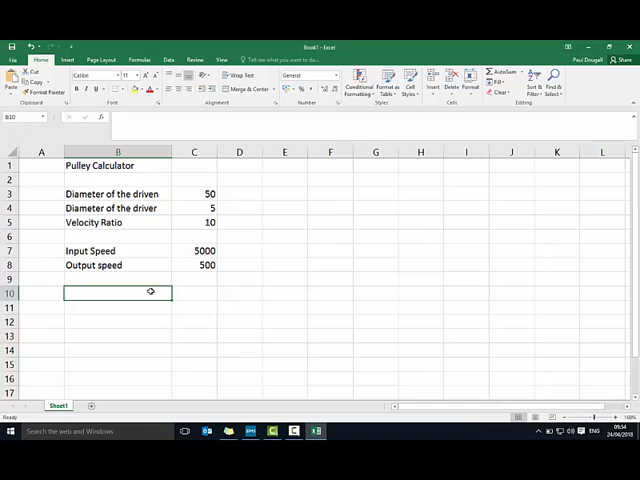 Book1 - Excel
File Home Insert Page Layout Formulas Data Review View Tell me what you want to do... Paul Dougall Share
Cut
Copy
Format Painter
Paste
Calibri 11
B I U
Wrap Text
Merge & Center
General
Conditional Formatting
Format as Table
Cell Styles
Insert Delete Format
AutoSum
Fill
Clear
Sort & Filter
Find & Select
Clipboard Font Alignment Number Styles Cells Editing
B10 fx
A B C D E F G H I J K L
1 Pulley Calculator
2
3 Diameter of the driven 50
4 Diameter of the driver 5
5 Velocity Ratio 10
6
7 Input Speed 5000
8 Output speed 500
9
10
11
12
13
14
15
16
17
Sheet1
Ready 160%
Search the web and Windows
ENG
09:54
24/04/2018